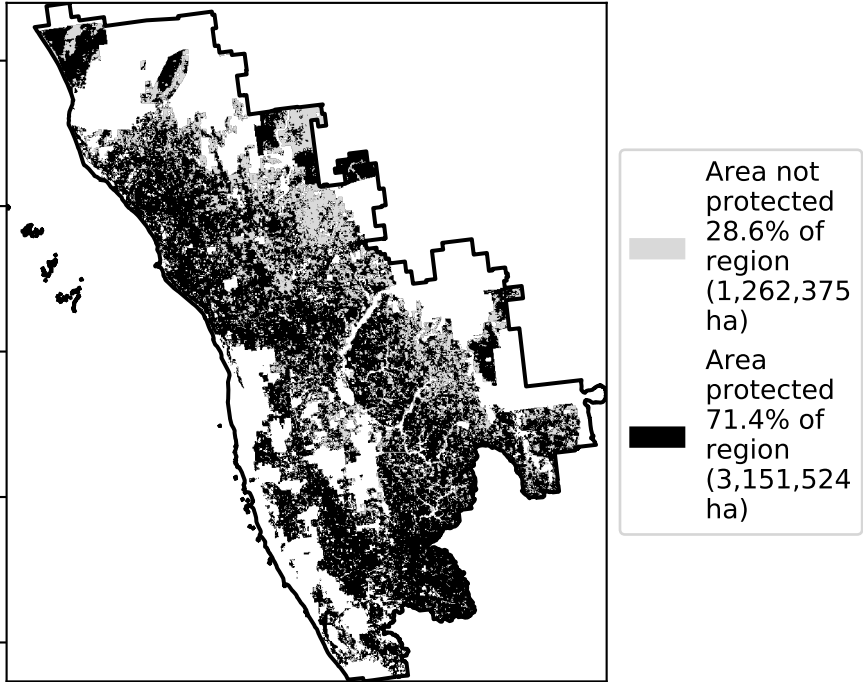 Area not
protected
28.6% of
region
(1,262,375
ha)
Area
protected
71.4% of
region
(3,151,524
ha)